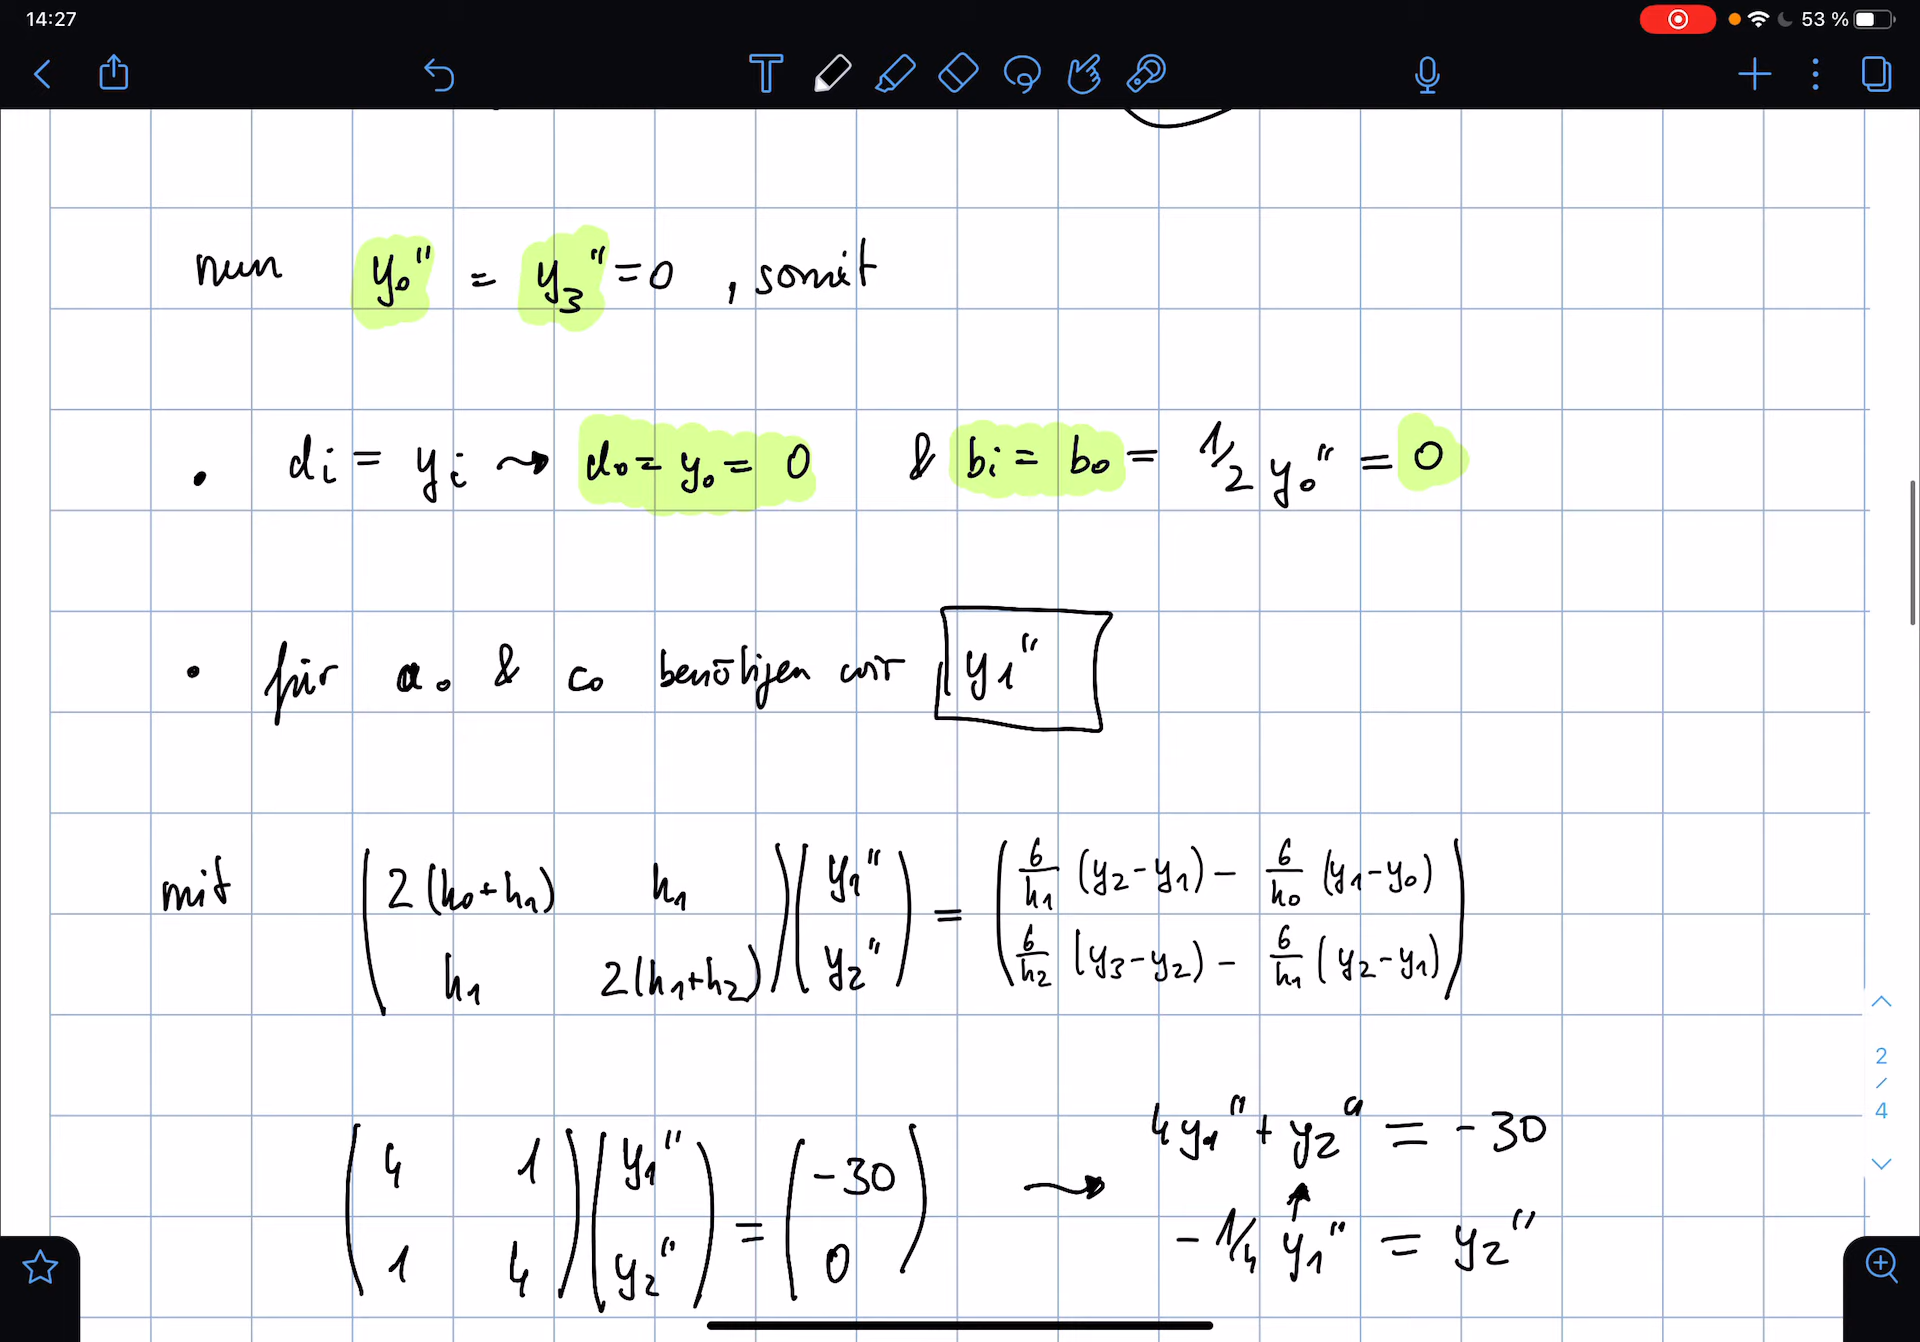 14:27 53 %
T
nun y₀'' = y₃'' = 0 , somit
• dᵢ = yᵢ ⇝ d₀ = y₀ = 0 & bᵢ = b₀ = 1/2 y₀'' = 0
• für a₀ & c₀ benötigen wir y₁''
mit ( 2(h₀+h₁) h₁ ) ( y₁'' ) = ( 6/h₁ (y₂-y₁) - 6/h₀ (y₁-y₀) )
( h₁ 2(h₁+h₂) ) ( y₂'' ) ( 6/h₂ (y₃-y₂) - 6/h₁ (y₂-y₁) )
( 4 1 ) ( y₁'' ) = ( -30 ) ⇝ 4y₁'' + y₂'' = -30
( 1 4 ) ( y₂'' ) ( 0 ) -1/4 y₁'' = y₂''
2
/
4